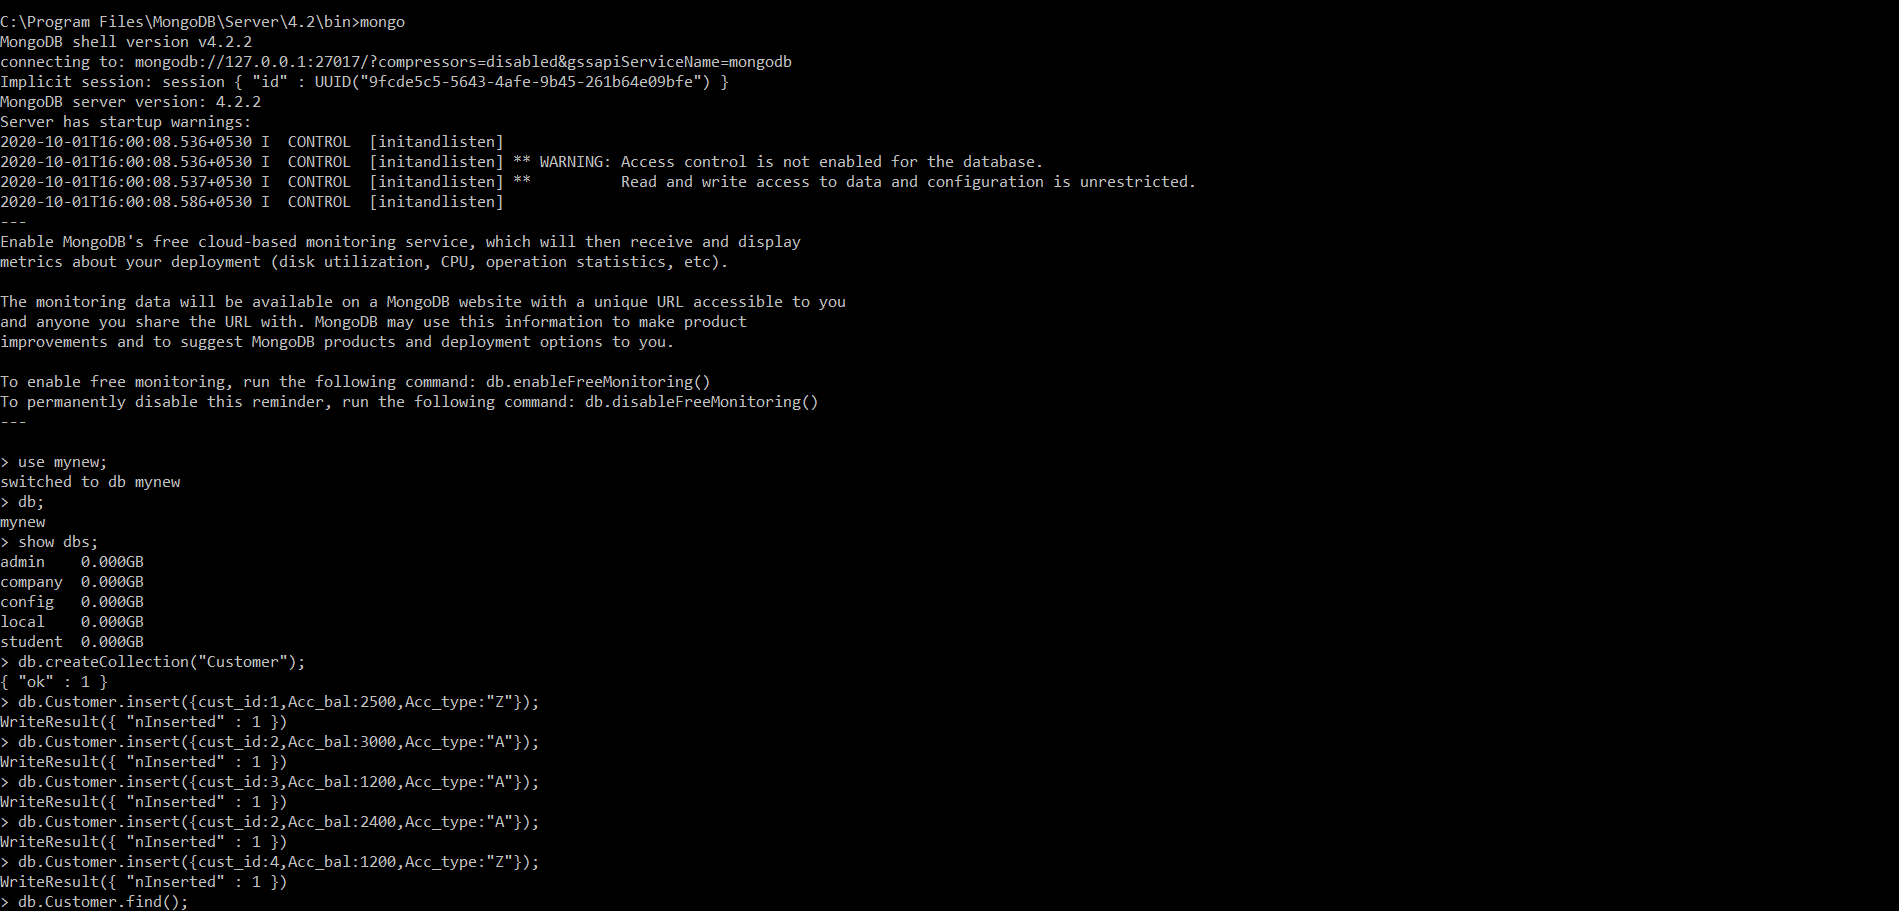 C:\Program Files\MongoDB\Server\4.2\bin>mongo
MongoDB shell version v4.2.2
connecting to: mongodb://127.0.0.1:27017/?compressors=disabled&gssapiServiceName=mongodb
Implicit session: session { "id" : UUID("9fcde5c5-5643-4afe-9b45-261b64e09bfe") }
MongoDB server version: 4.2.2
Server has startup warnings:
2020-10-01T16:00:08.536+0530 I  CONTROL  [initandlisten]
2020-10-01T16:00:08.536+0530 I  CONTROL  [initandlisten] ** WARNING: Access control is not enabled for the database.
2020-10-01T16:00:08.537+0530 I  CONTROL  [initandlisten] **          Read and write access to data and configuration is unrestricted.
2020-10-01T16:00:08.586+0530 I  CONTROL  [initandlisten]
---
Enable MongoDB's free cloud-based monitoring service, which will then receive and display
metrics about your deployment (disk utilization, CPU, operation statistics, etc).
The monitoring data will be available on a MongoDB website with a unique URL accessible to you
and anyone you share the URL with. MongoDB may use this information to make product
improvements and to suggest MongoDB products and deployment options to you.
To enable free monitoring, run the following command: db.enableFreeMonitoring()
To permanently disable this reminder, run the following command: db.disableFreeMonitoring()
---
> use mynew;
switched to db mynew
> db;
mynew
> show dbs;
admin    0.000GB
company  0.000GB
config   0.000GB
local    0.000GB
student  0.000GB
> db.createCollection("Customer");
{ "ok" : 1 }
> db.Customer.insert({cust_id:1,Acc_bal:2500,Acc_type:"Z"});
WriteResult({ "nInserted" : 1 })
> db.Customer.insert({cust_id:2,Acc_bal:3000,Acc_type:"A"});
WriteResult({ "nInserted" : 1 })
> db.Customer.insert({cust_id:3,Acc_bal:1200,Acc_type:"A"});
WriteResult({ "nInserted" : 1 })
> db.Customer.insert({cust_id:2,Acc_bal:2400,Acc_type:"A"});
WriteResult({ "nInserted" : 1 })
> db.Customer.insert({cust_id:4,Acc_bal:1200,Acc_type:"Z"});
WriteResult({ "nInserted" : 1 })
> db.Customer.find();